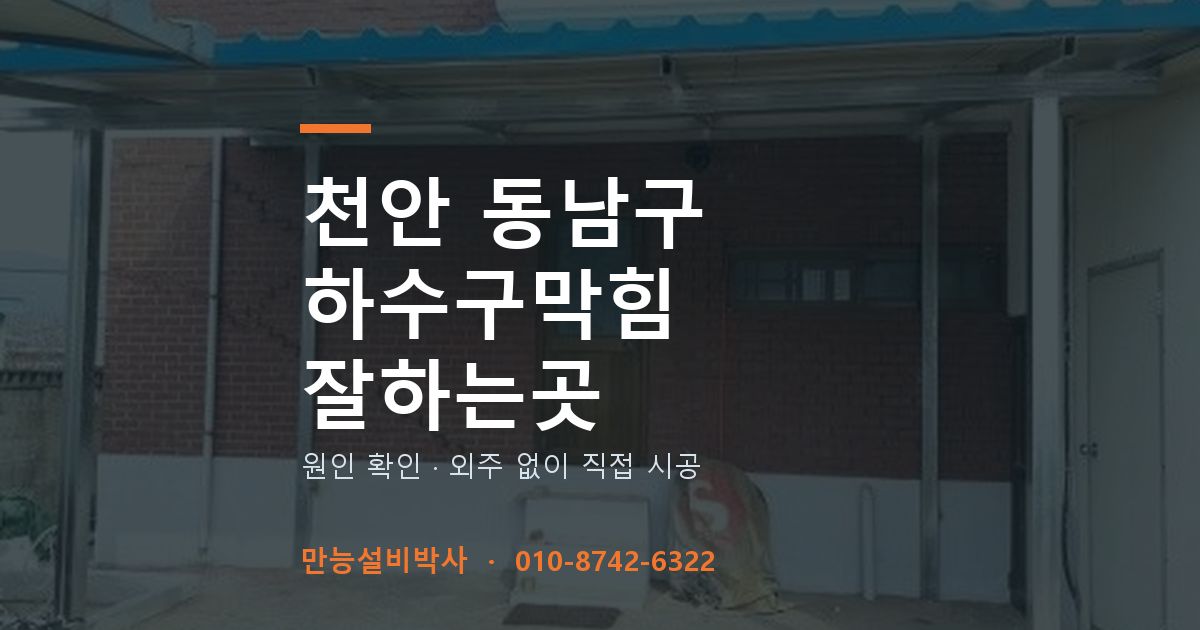 천안 동남구
하수구막힘
잘하는곳
원인 확인 · 외주 없이 직접 시공
S
만능설비박사 · 010-8742-6322